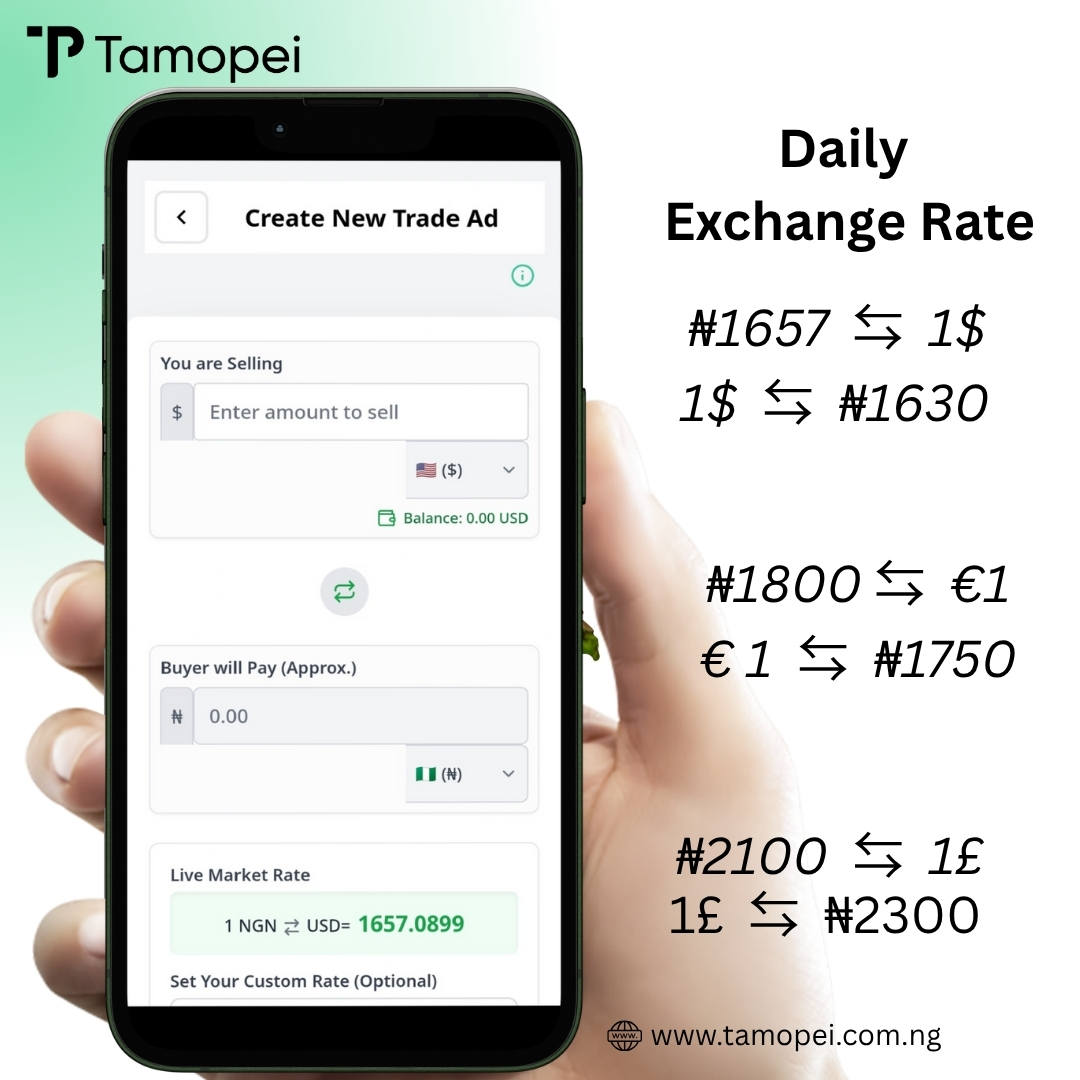 TP Tamopei
Daily
Exchange Rate
₦1657 ⇆ 1$
1$ ⇆ ₦1630
₦1800 ⇆ €1
€ 1 ⇆ ₦1750
₦2100 ⇆ 1£
1£ ⇆ ₦2300
Create New Trade Ad
You are Selling
$ Enter amount to sell
🇺🇸 ($)
Balance: 0.00 USD
Buyer will Pay (Approx.)
₦ 0.00
🇳🇬 (₦)
Live Market Rate
1 NGN ⇄ USD= 1657.0899
Set Your Custom Rate (Optional)
www. www.tamopei.com.ng